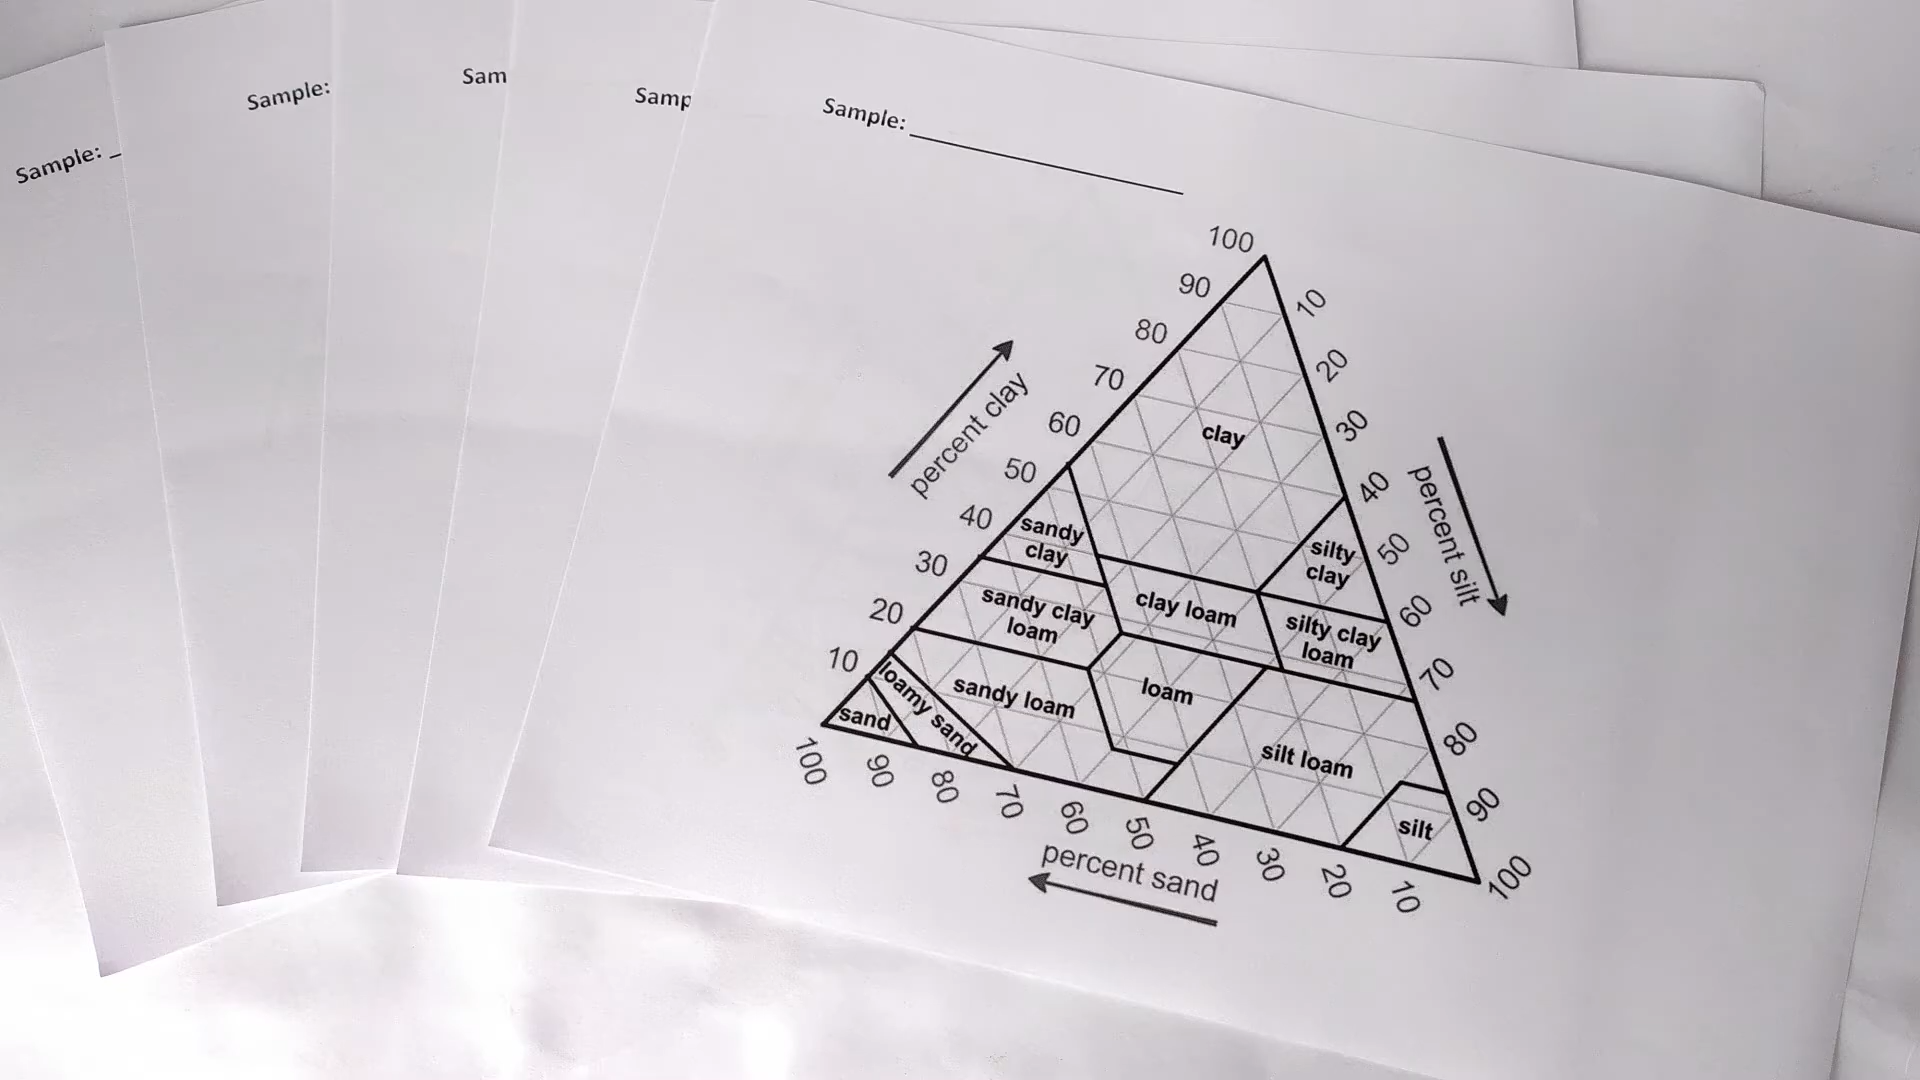 Sample: _
Sample:
Sam
Samp
Sample:
100
90
80
70
60
50
40
30
20
10
percent clay
10
20
30
40
50
60
70
80
90
100
percent silt
clay
sandy
clay
silty
clay
sandy clay
loam
clay loam
silty clay
loam
sandy loam
loam
silt loam
sand
loamy sand
silt
100
90
80
70
60
50
40
30
20
10
percent sand